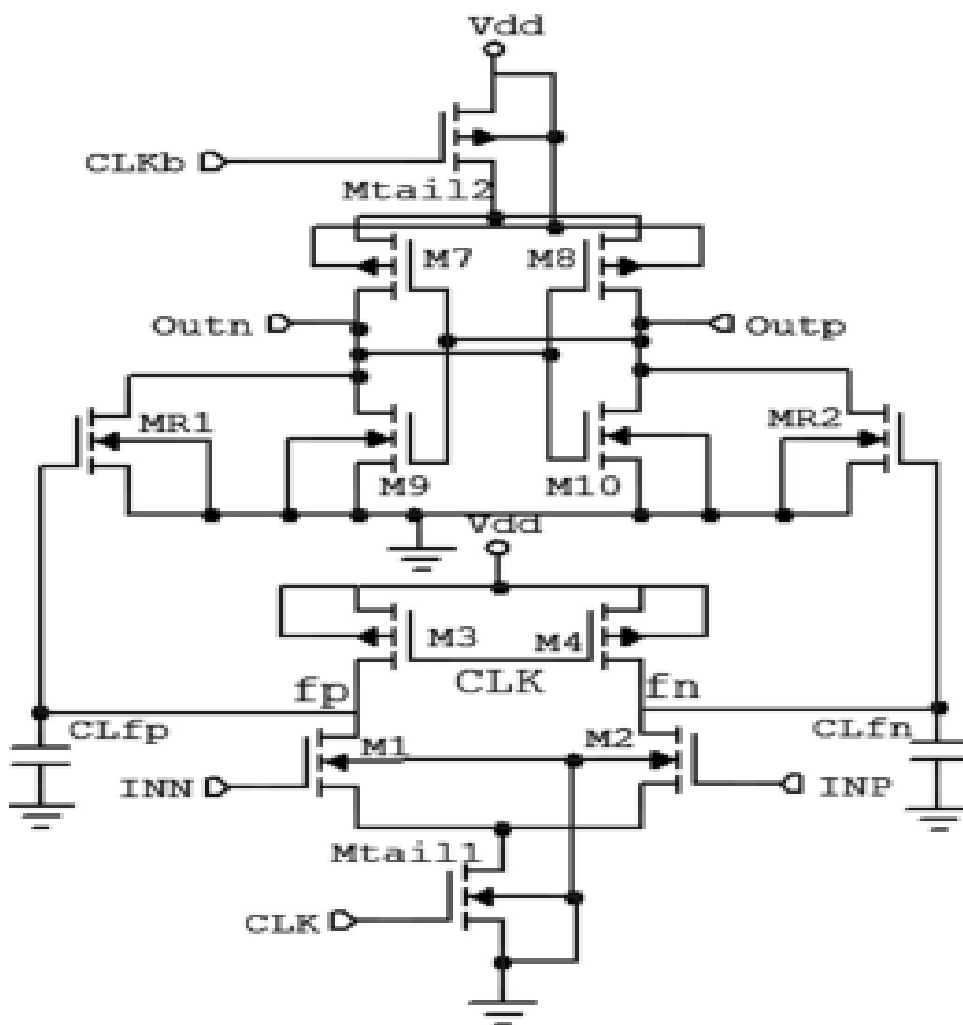 Vdd
CLKb
Mtail2
M7
M8
Outn
Outp
MR1
MR2
M9
M10
Vdd
M3
M4
CLK
fp
fn
CLfp
CLfn
M1
M2
INN
INP
Mtail1
CLK